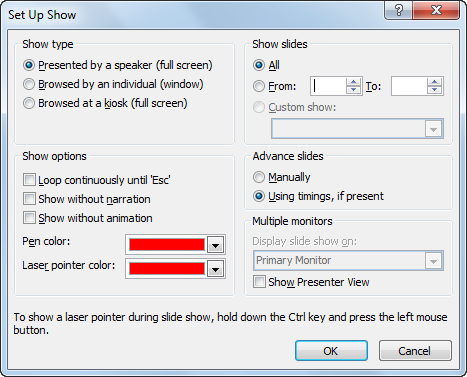 Set Up Show
?
Show type
Presented by a speaker (full screen)
Browsed by an individual (window)
Browsed at a kiosk (full screen)
Show slides
All
From: To:
Custom show:
Show options
Loop continuously until 'Esc'
Show without narration
Show without animation
Pen color:
Laser pointer color:
Advance slides
Manually
Using timings, if present
Multiple monitors
Display slide show on:
Primary Monitor
Show Presenter View
To show a laser pointer during slide show, hold down the Ctrl key and press the left mouse
button.
OK Cancel